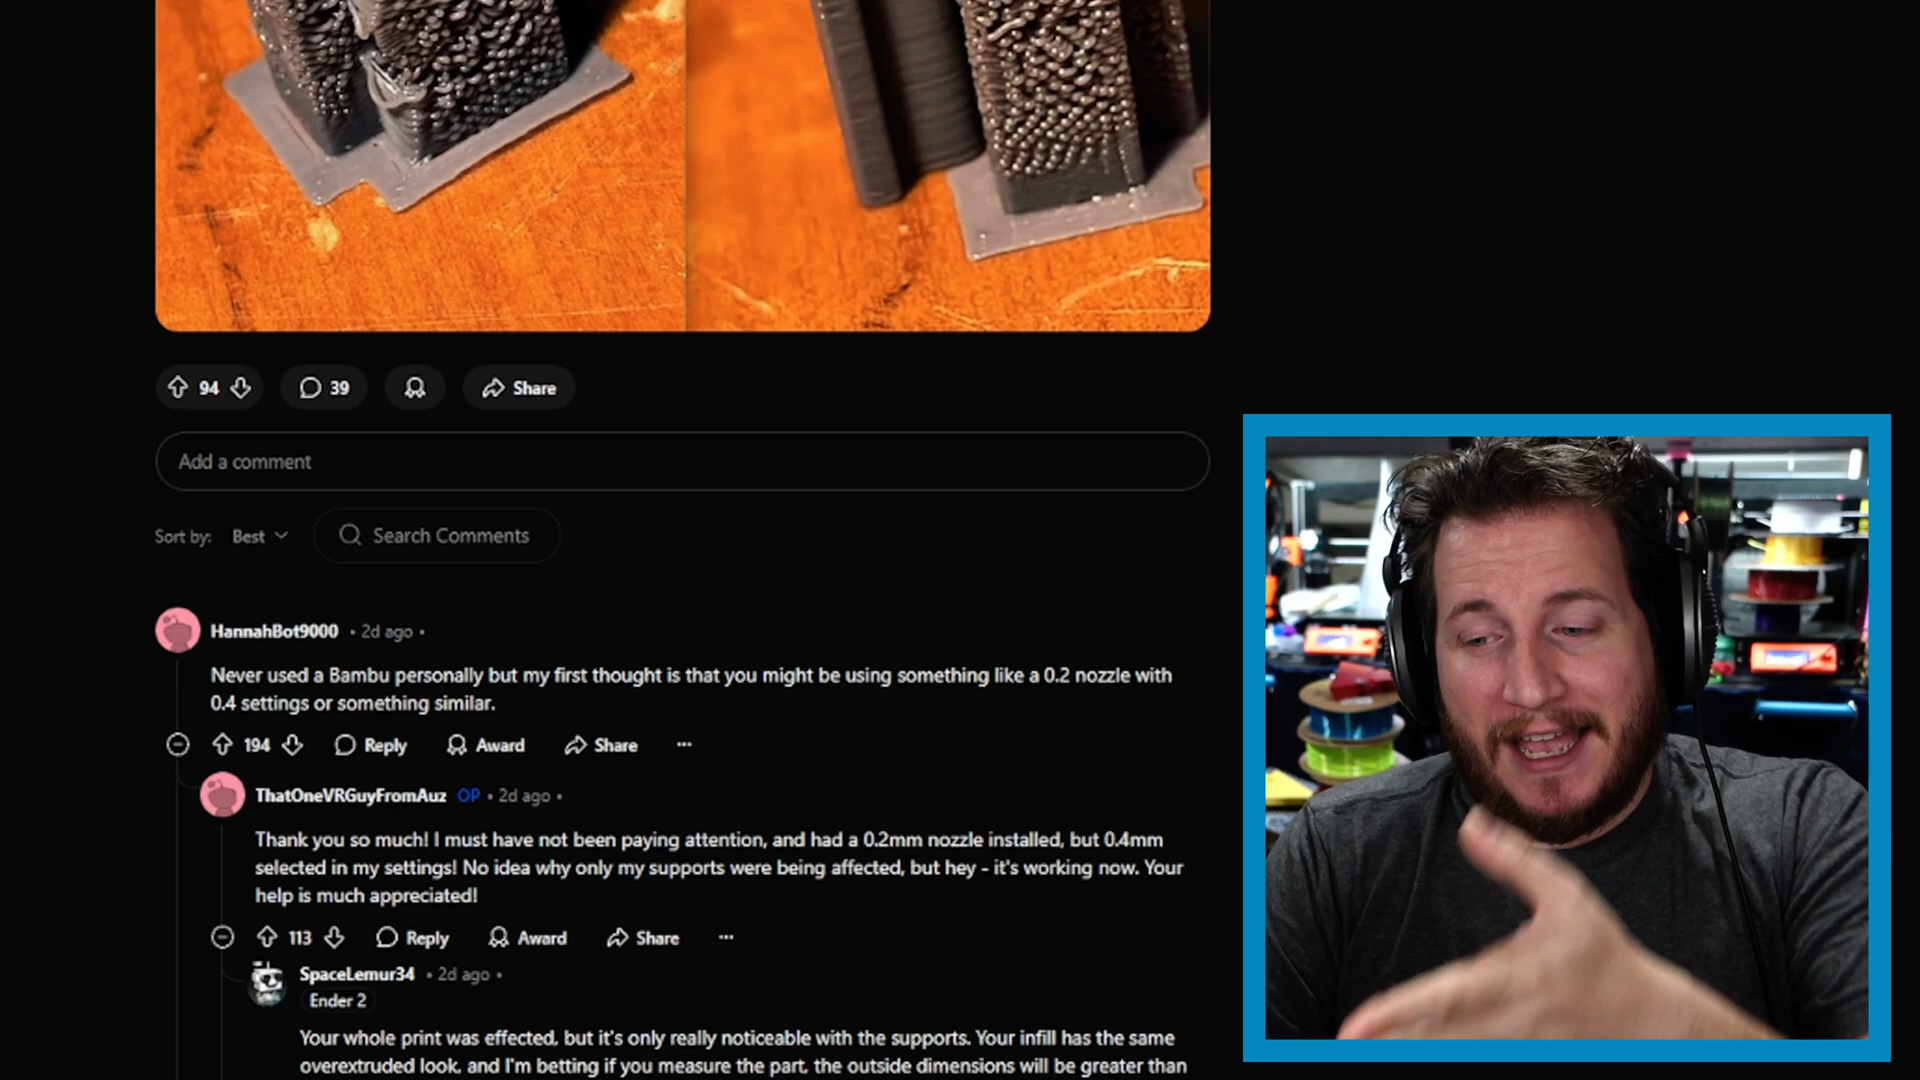 94
39
Share
Add a comment
Sort by: Best
Search Comments
HannahBot9000 • 2d ago •
Never used a Bambu personally but my first thought is that you might be using something like a 0.2 nozzle with
0.4 settings or something similar.
194 Reply Award Share ...
ThatOneVRGuyFromAuz OP • 2d ago •
Thank you so much! I must have not been paying attention, and had a 0.2mm nozzle installed, but 0.4mm
selected in my settings! No idea why only my supports were being affected, but hey - it's working now. Your
help is much appreciated!
113 Reply Award Share ...
SpaceLemur34 • 2d ago •
Ender 2
Your whole print was effected, but it's only really noticeable with the supports. Your infill has the same
overextruded look, and I'm betting if you measure the part, the outside dimensions will be greater than